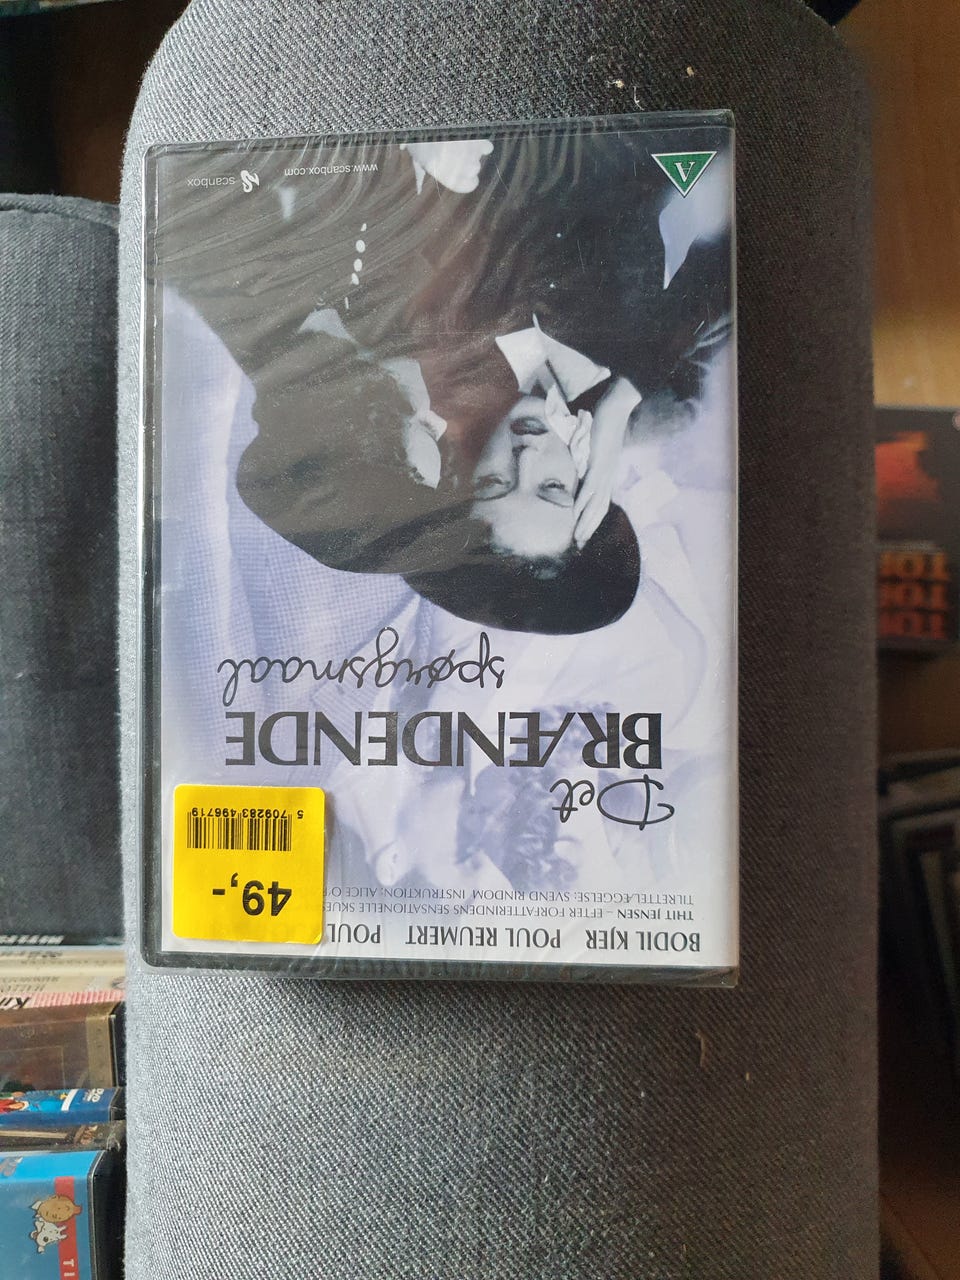 BODIL KJER POUL REUMERT POUL
THIT JENSEN – EFTER FORFATTERINDENS SENSATIONELLE
TILRETTELÆGGELSE: SVEND RINDOM INSTRUKTION: ALICE
49,-
5 709283 496719
Det
BRÆNDENDE
spørgsmaal
A
www.scanbox.com
scanbox